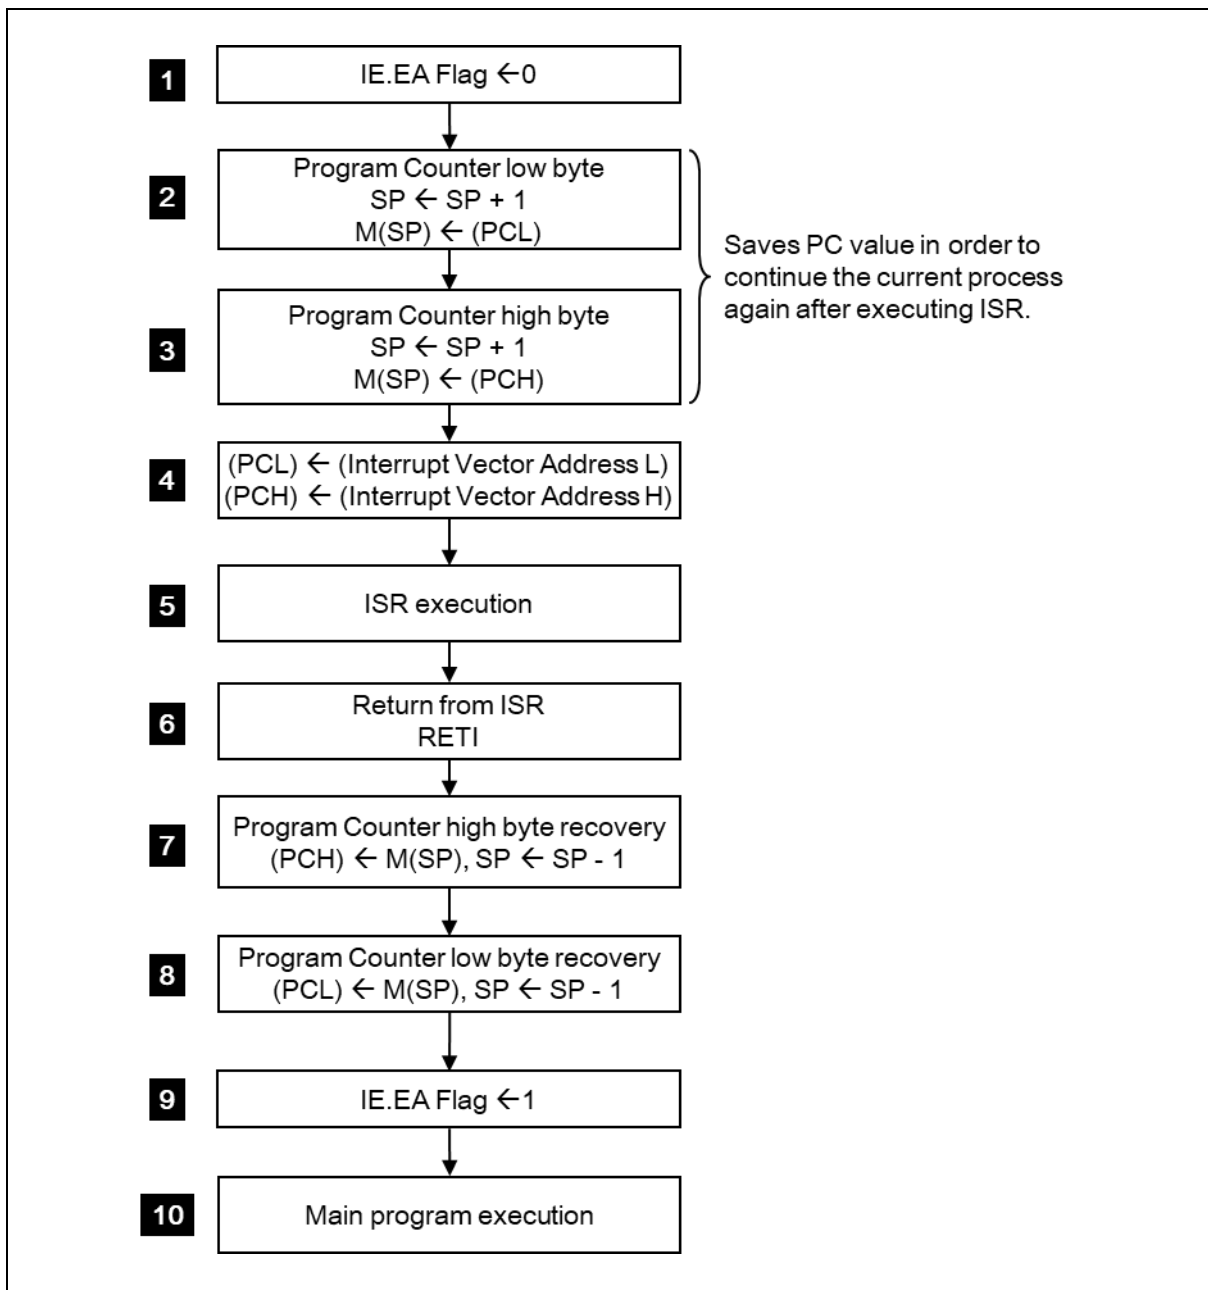 1
IE.EA Flag ←0
2
Program Counter low byte
SP ← SP + 1
M(SP) ← (PCL)
3
Program Counter high byte
SP ← SP + 1
M(SP) ← (PCH)
Saves PC value in order to
continue the current process
again after executing ISR.
4
(PCL) ← (Interrupt Vector Address L)
(PCH) ← (Interrupt Vector Address H)
5
ISR execution
6
Return from ISR
RETI
7
Program Counter high byte recovery
(PCH) ← M(SP), SP ← SP - 1
8
Program Counter low byte recovery
(PCL) ← M(SP), SP ← SP - 1
9
IE.EA Flag ←1
10
Main program execution